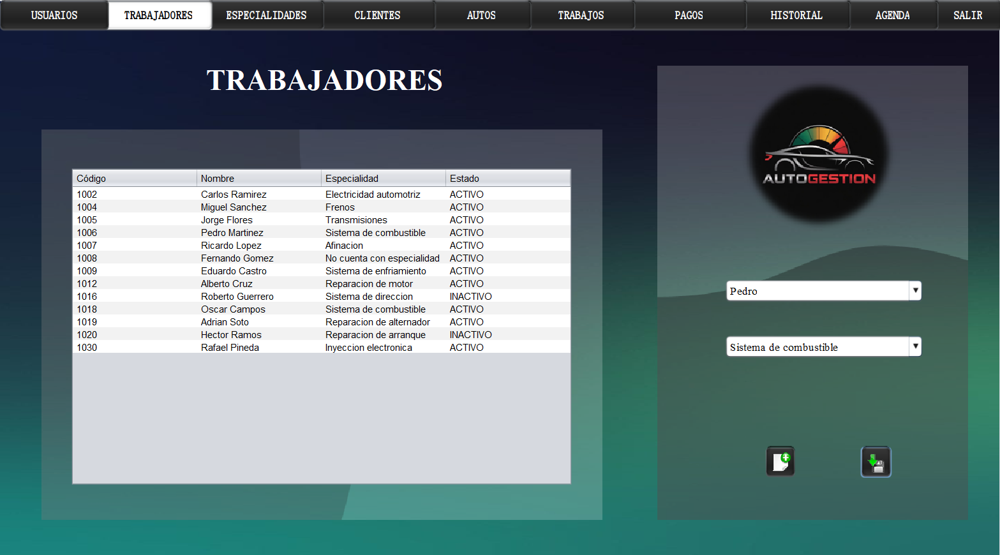 USUARIOS TRABAJADORES ESPECIALIDADES CLIENTES AUTOS TRABAJOS PAGOS HISTORIAL AGENDA SALIR
TRABAJADORES
Código Nombre Especialidad Estado
1002 Carlos Ramirez Electricidad automotriz ACTIVO
1004 Miguel Sanchez Frenos ACTIVO
1005 Jorge Flores Transmisiones ACTIVO
1006 Pedro Martinez Sistema de combustible ACTIVO
1007 Ricardo Lopez Afinacion ACTIVO
1008 Fernando Gomez No cuenta con especialidad ACTIVO
1009 Eduardo Castro Sistema de enfriamiento ACTIVO
1012 Alberto Cruz Reparacion de motor ACTIVO
1016 Roberto Guerrero Sistema de direccion INACTIVO
1018 Oscar Campos Sistema de combustible ACTIVO
1019 Adrian Soto Reparacion de alternador ACTIVO
1020 Hector Ramos Reparacion de arranque INACTIVO
1030 Rafael Pineda Inyeccion electronica ACTIVO
AUTOGESTION
Pedro
Sistema de combustible